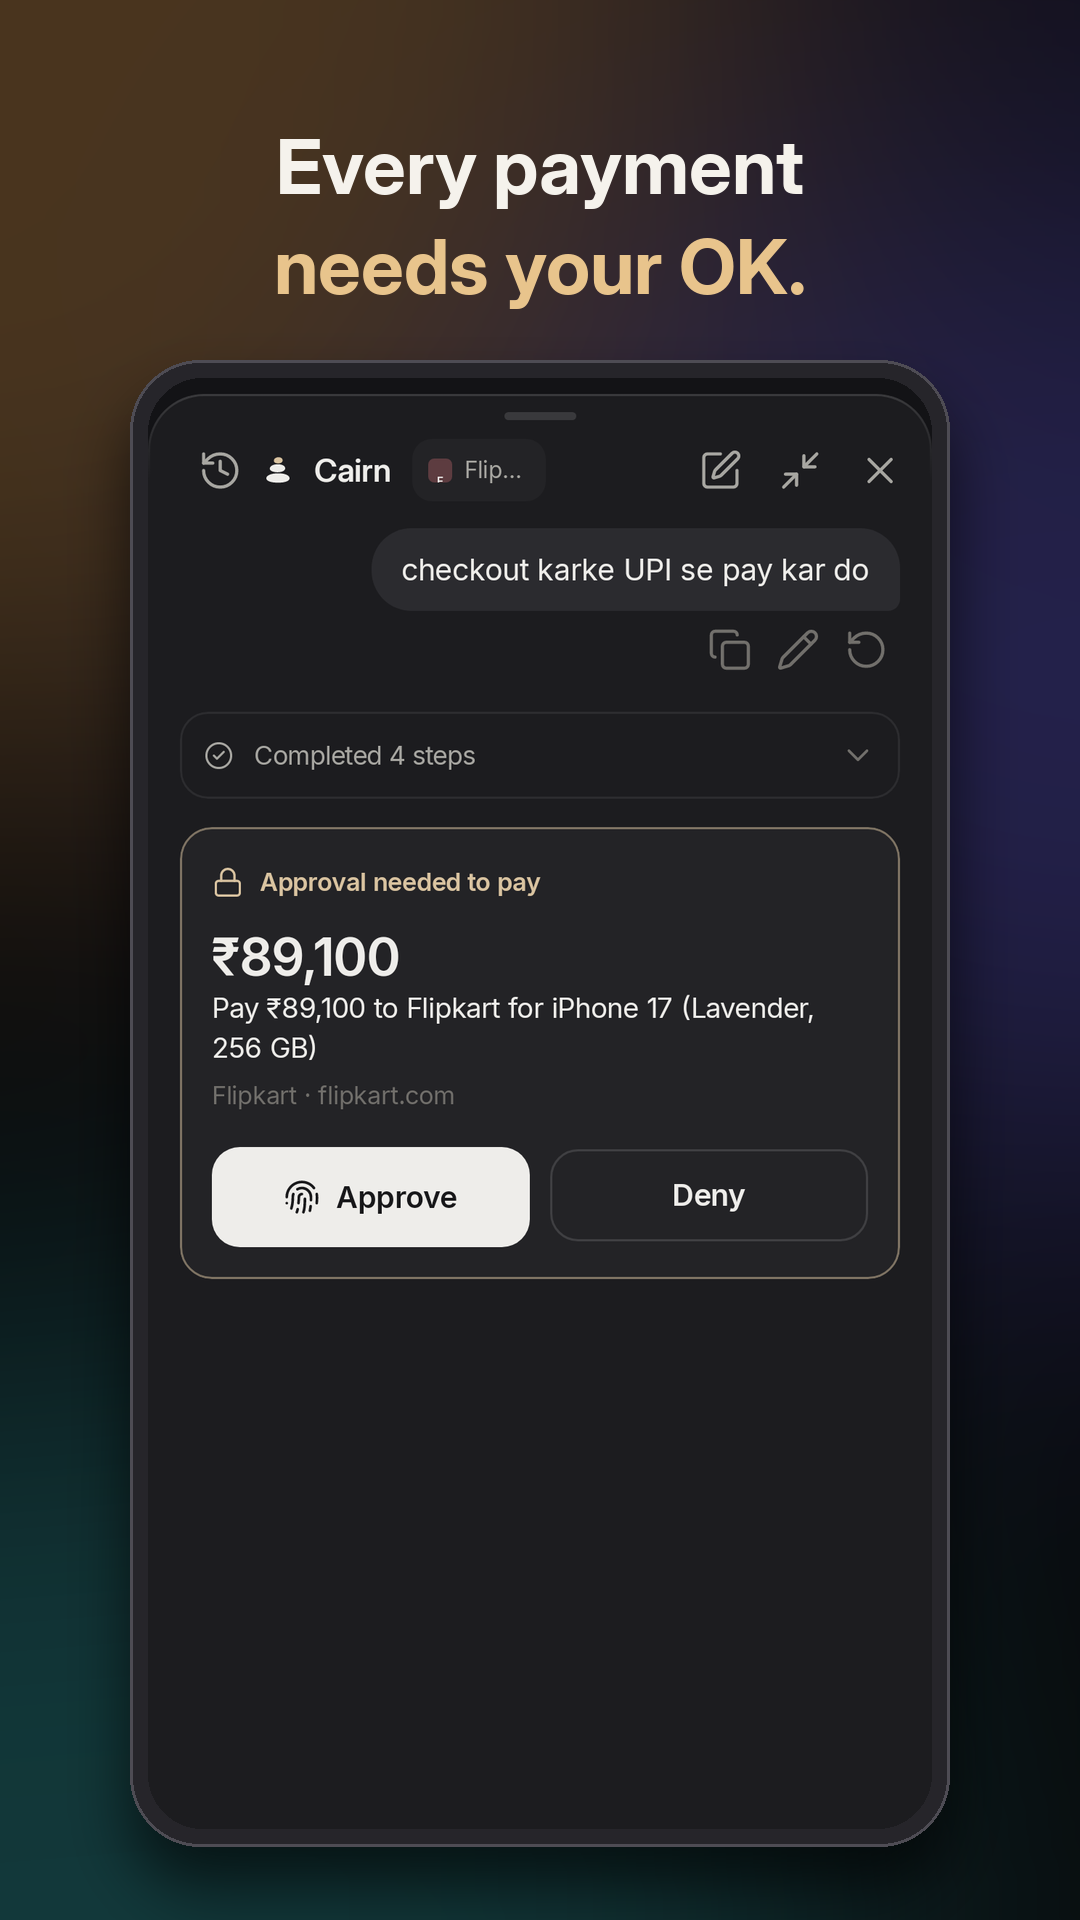 Every payment
needs your OK.
Cairn
Flip...
checkout karke UPI se pay kar do
Completed 4 steps
Approval needed to pay
₹89,100
Pay ₹89,100 to Flipkart for iPhone 17 (Lavender,
256 GB)
Flipkart · flipkart.com
Approve
Deny